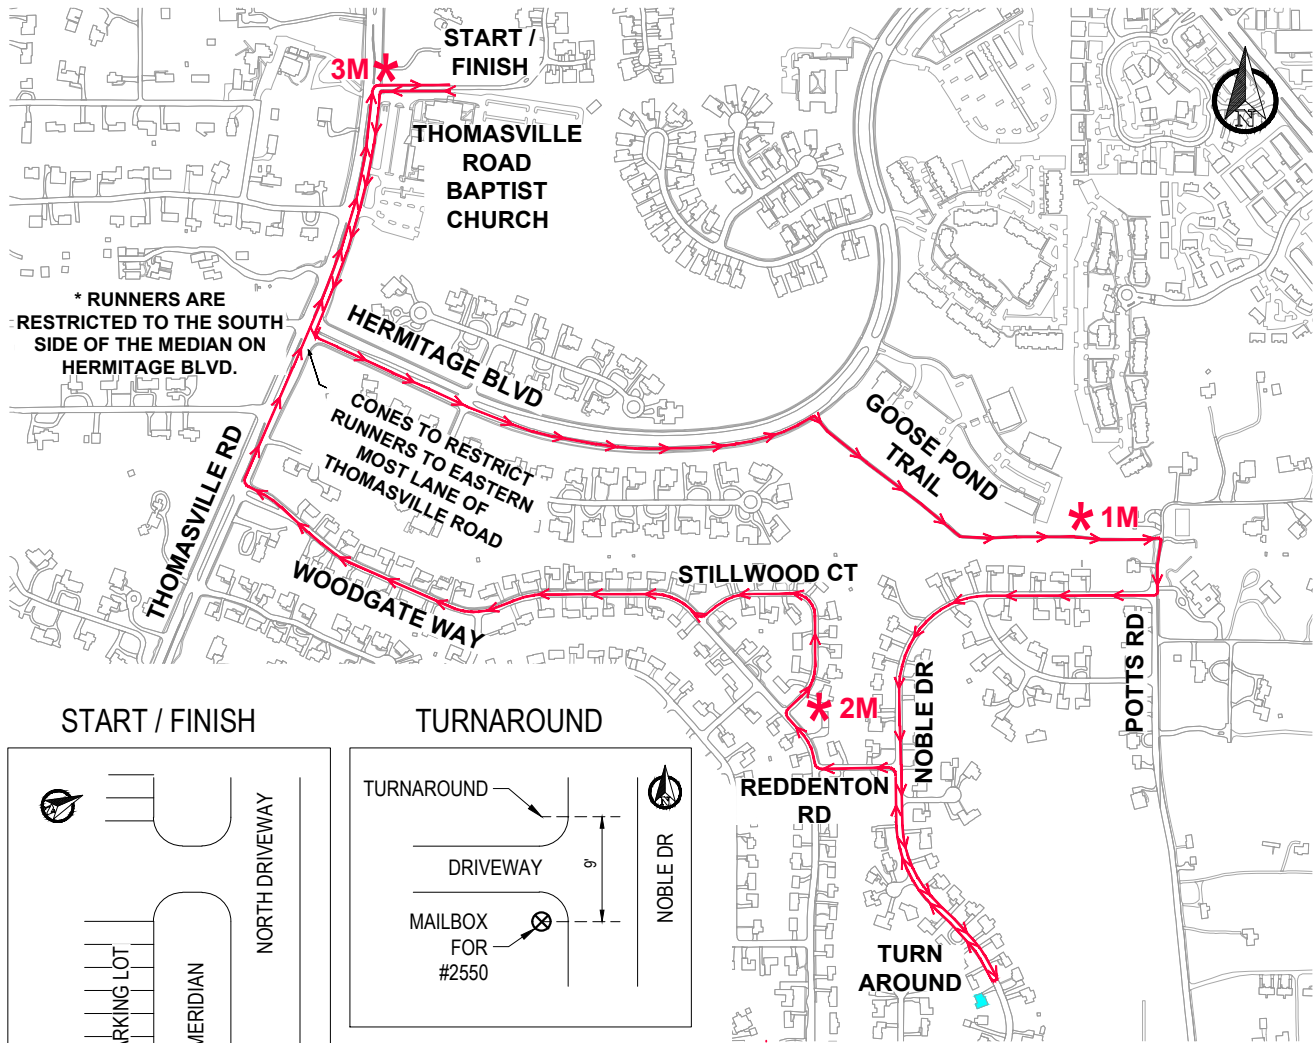 START /
FINISH
3M
THOMASVILLE
ROAD
BAPTIST
CHURCH
N
* RUNNERS ARE
RESTRICTED TO THE SOUTH
SIDE OF THE MEDIAN ON
HERMITAGE BLVD.
HERMITAGE BLVD
CONES TO RESTRICT
RUNNERS TO EASTERN
MOST LANE OF
THOMASVILLE ROAD
THOMASVILLE RD
GOOSE POND
TRAIL
1M
STILLWOOD CT
WOODGATE WAY
POTTS RD
NOBLE DR
2M
REDDENTON
RD
TURN
AROUND
START / FINISH
NORTH DRIVEWAY
ARKING LOT
MERIDIAN
TURNAROUND
TURNAROUND
DRIVEWAY
9'
NOBLE DR
MAILBOX
FOR
#2550